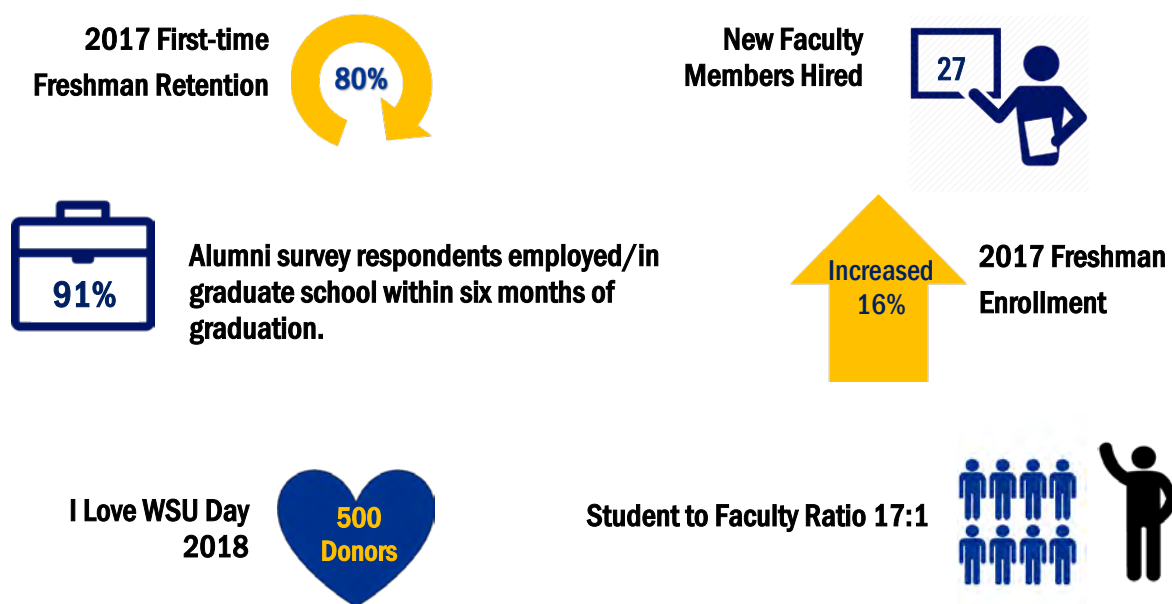 2017 First-time
Freshman Retention
80%
New Faculty
Members Hired
27
91%
Alumni survey respondents employed/in
graduate school within six months of
graduation.
Increased
16%
2017 Freshman
Enrollment
I Love WSU Day
2018
500
Donors
Student to Faculty Ratio 17:1